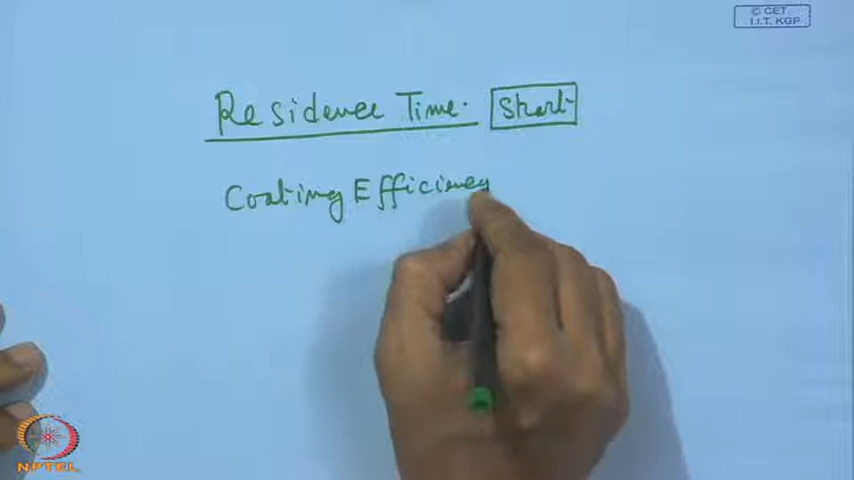 © CET
I.I.T. KGP
Residence Time. Short
Coating Efficiency
NPTEL